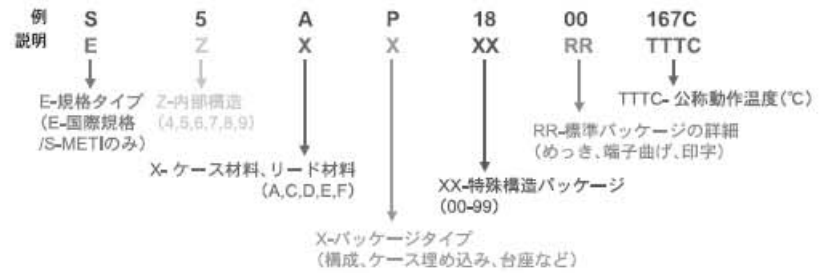 例 S 5 A P 18 00 167C
説明 E Z X X XX RR TTTC
E-規格タイプ
(E-国際規格
/S-METIのみ)
Z-内部構造
(4,5,6,7,8,9)
X- ケース材料、リード材料
(A,C,D,E,F)
X-パッケージタイプ
(構成、ケース埋め込み、台座など)
XX-特殊構造パッケージ
(00-99)
RR-標準パッケージの詳細
(めっき、端子曲げ、印字)
TTTC- 公称動作温度(℃)